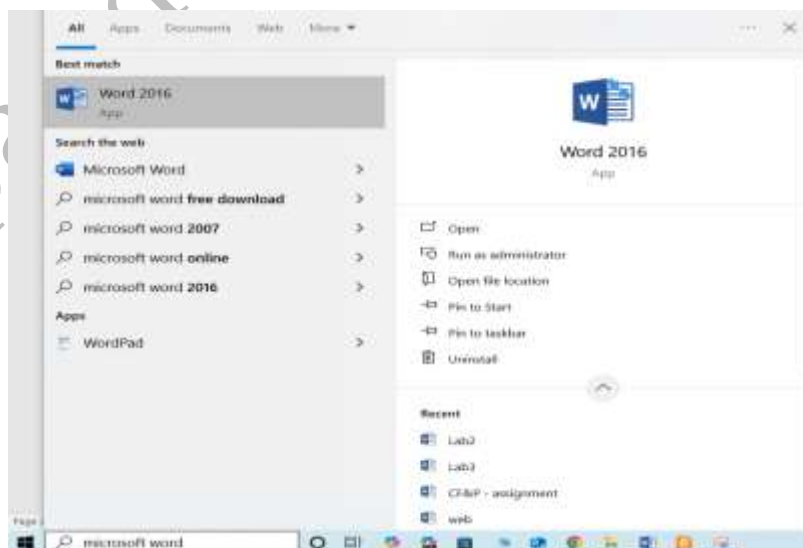 All Apps Documents Web More
Best match
Word 2016
App
Search the web
Microsoft Word
microsoft word free download
microsoft word 2007
microsoft word online
microsoft word 2016
Apps
WordPad
Word 2016
App
Open
Run as administrator
Open file location
Pin to Start
Pin to taskbar
Uninstall
Recent
Lab2
Lab3
CF&P - assignment
web
Page
microsoft word